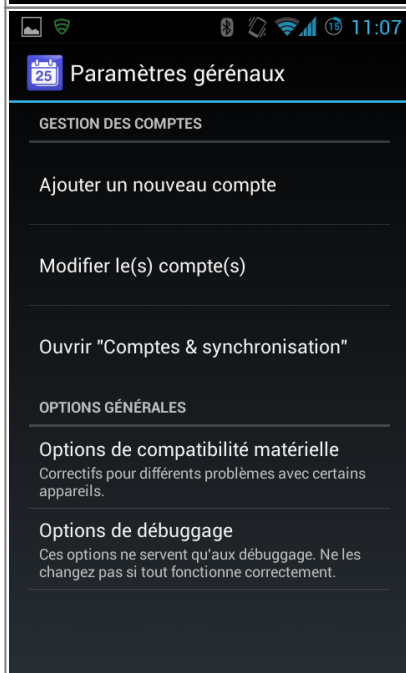 15 11:07
25 Paramètres gérénaux
GESTION DES COMPTES
Ajouter un nouveau compte
Modifier le(s) compte(s)
Ouvrir "Comptes & synchronisation"
OPTIONS GÉNÉRALES
Options de compatibilité matérielle
Correctifs pour différents problèmes avec certains
appareils.
Options de débuggage
Ces options ne servent qu'aux débuggage. Ne les
changez pas si tout fonctionne correctement.